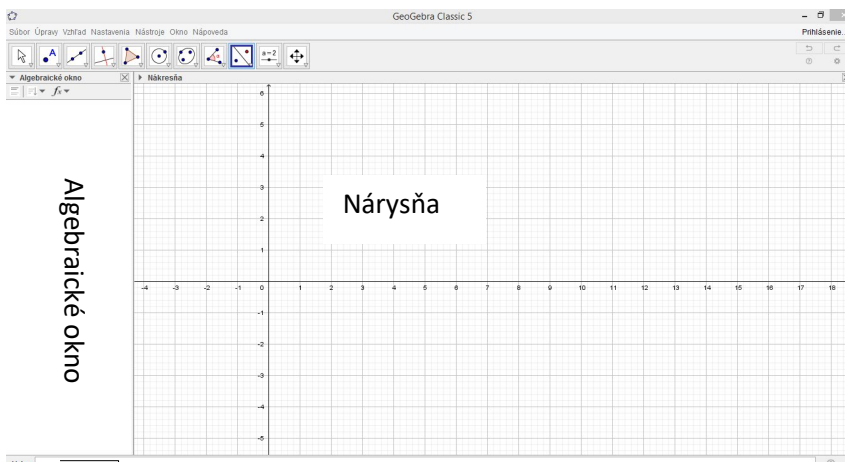 GeoGebra Classic 5
Súbor Úpravy Vzhľad Nastavenia Nástroje Okno Nápoveda
Prihlásenie...
A
α
a=2
Algebraické okno
Nákresňa
fx
6
5
4
3
2
1
-4 -3 -2 -1 0 1 2 3 4 5 6 7 8 9 10 11 12 13 14 15 16 17 18
-1
-2
-3
-4
-5
Algebraické okno
Nárysňa